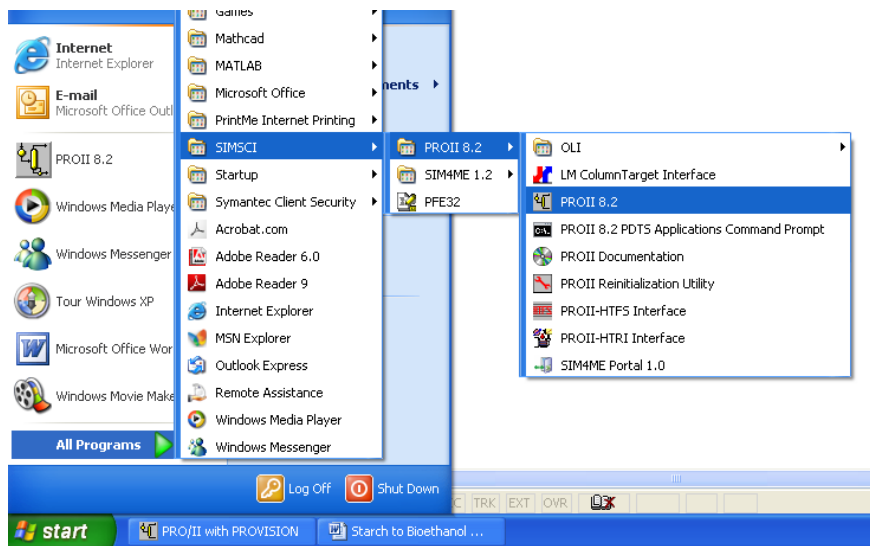 Internet
Internet Explorer
E-mail
Microsoft Office Outl
PROII 8.2
Windows Media Playe
Windows Messenger
Tour Windows XP
Microsoft Office Wor
Windows Movie Make
All Programs
Games
Mathcad
MATLAB
Microsoft Office
PrintMe Internet Printing
SIMSCI
Startup
Symantec Client Security
Acrobat.com
Adobe Reader 6.0
Adobe Reader 9
Internet Explorer
MSN Explorer
Outlook Express
Remote Assistance
Windows Media Player
Windows Messenger
ments
PROII 8.2
SIM4ME 1.2
PFE32
OLI
LM ColumnTarget Interface
PROII 8.2
PROII 8.2 PDTS Applications Command Prompt
PROII Documentation
PROII Reinitialization Utility
PROII-HTFS Interface
PROII-HTRI Interface
SIM4ME Portal 1.0
Log Off
Shut Down
C TRK EXT OVR
start
PRO/II with PROVISION
Starch to Bioethanol ...